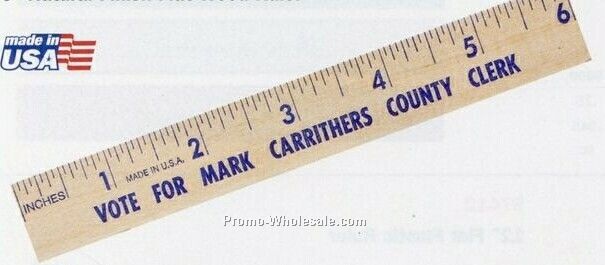 made in
USA
1 2 3 4 5 6
INCHES
MADE IN U.S.A.
VOTE FOR MARK CARRITHERS COUNTY CLERK
Promo-Wholesale.com